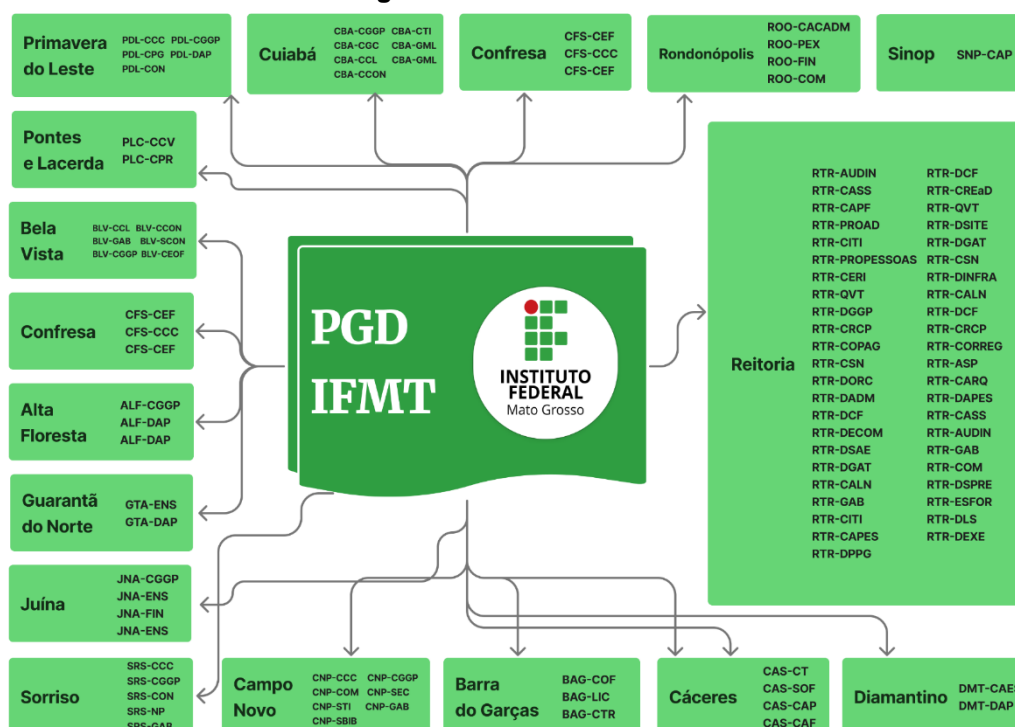 Primavera
do Leste
PDL-CCC PDL-CGGP
PDL-CPG PDL-DAP
PDL-CON
Cuiabá
CBA-CGGP CBA-CTI
CBA-CGC CBA-GML
CBA-CCL CBA-GML
CBA-CCON
Confresa
CFS-CEF
CFS-CCC
CFS-CEF
Rondonópolis
ROO-CACADM
ROO-PEX
ROO-FIN
ROO-COM
Sinop
SNP-CAP
Pontes
e Lacerda
PLC-CCV
PLC-CPR
Bela
Vista
BLV-CCL BLV-CCON
BLV-GAB BLV-SCON
BLV-CGGP BLV-CEOF
Confresa
CFS-CEF
CFS-CCC
CFS-CEF
Alta
Floresta
ALF-CGGP
ALF-DAP
ALF-DAP
Guarantã
do Norte
GTA-ENS
GTA-DAP
Juína
JNA-CGGP
JNA-ENS
JNA-FIN
JNA-ENS
Sorriso
SRS-CCC
SRS-CGGP
SRS-CON
SRS-NP
SRS-GAB
PGD
IFMT
INSTITUTO
FEDERAL
Mato Grosso
Reitoria
RTR-AUDIN RTR-DCF
RTR-CASS RTR-CREaD
RTR-CAPF RTR-QVT
RTR-PROAD RTR-DSITE
RTR-CITI RTR-DGAT
RTR-PROPESSOAS RTR-CSN
RTR-CERI RTR-DINFRA
RTR-QVT RTR-CALN
RTR-DGGP RTR-DCF
RTR-CRCP RTR-CRCP
RTR-COPAG RTR-CORREG
RTR-CSN RTR-ASP
RTR-DORC RTR-CARQ
RTR-DADM RTR-DAPES
RTR-DCF RTR-CASS
RTR-DECOM RTR-AUDIN
RTR-DSAE RTR-GAB
RTR-DGAT RTR-COM
RTR-CALN RTR-DSPRE
RTR-GAB RTR-ESFOR
RTR-CITI RTR-DLS
RTR-CAPES RTR-DEXE
RTR-DPPG
Campo
Novo
CNP-CCC CNP-CGGP
CNP-COM CNP-SEC
CNP-STI CNP-GAB
CNP-SBIB
Barra
do Garças
BAG-COF
BAG-LIC
BAG-CTR
Cáceres
CAS-CT
CAS-SOF
CAS-CAP
CAS-CAF
Diamantino
DMT-CAES
DMT-DAP